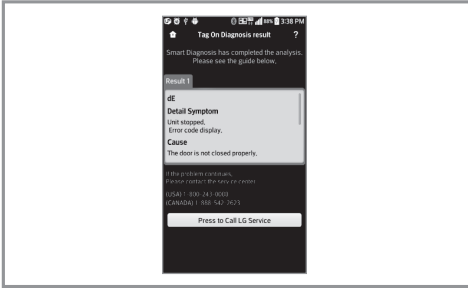 88% 3:38 PM
Tag On Diagnosis result ?
Smart Diagnosis has completed the analysis.
Please see the guide below.
Result 1
dE
Detail Symptom
Unit stopped.
Error code display.
Cause
The door is not closed properly.
If the problem continues,
Please contact the service center.
(USA) 1-800-243-0000
(CANADA) 1-888-542-2623
Press to Call LG Service